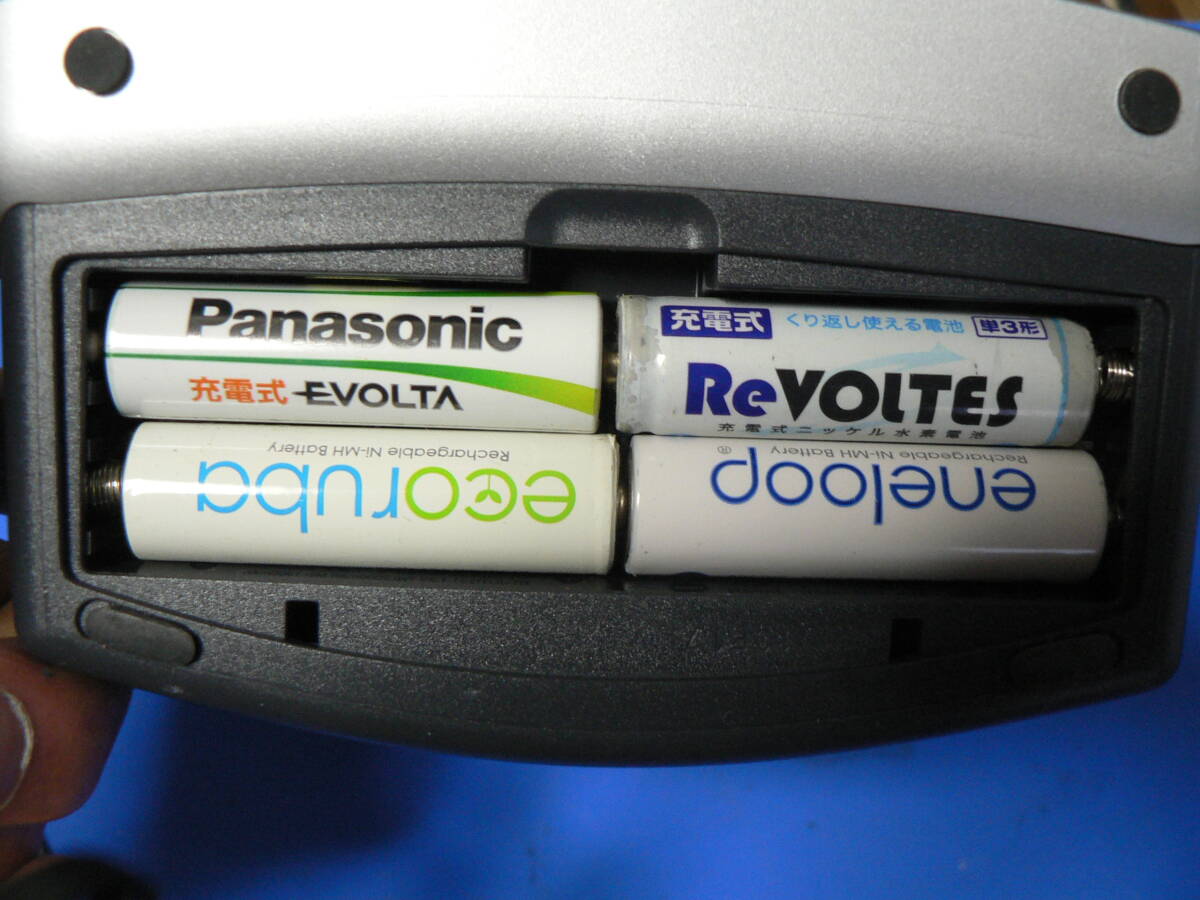 Panasonic
充電式 EVOLTA
充電式 くり返し使える電池 単3形
ReVOLTES
充電式ニッケル水素電池
ecoruba
Rechargeable Ni-MH Battery
eneloop®
Rechargeable Ni-MH Battery